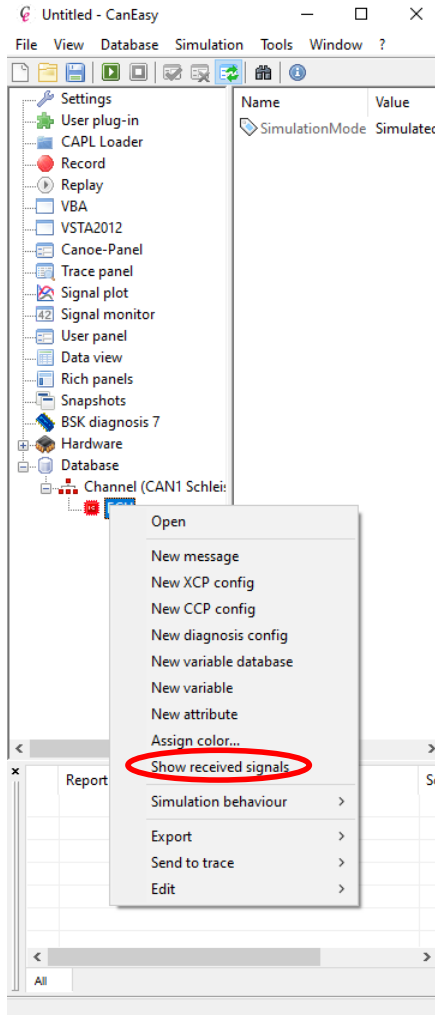 Untitled - CanEasy
File View Database Simulation Tools Window ?
Settings
User plug-in
CAPL Loader
Record
Replay
VBA
VSTA2012
Canoe-Panel
Trace panel
Signal plot
42 Signal monitor
User panel
Data view
Rich panels
Snapshots
BSK diagnosis 7
Hardware
Database
Channel (CAN1 Schlei
Name Value
SimulationMode Simulated
Open
New message
New XCP config
New CCP config
New diagnosis config
New variable database
New variable
New attribute
Assign color...
Show received signals
Simulation behaviour
Export
Send to trace
Edit
Report
All